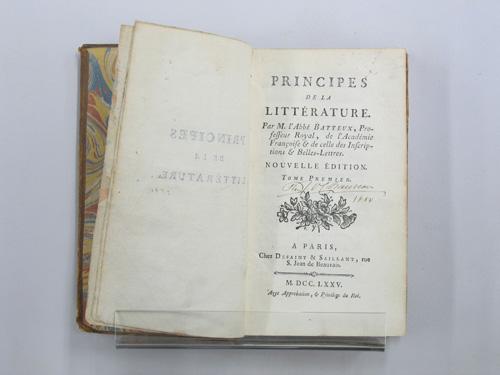 PRINCIPES
DE LA
LITTÉRATURE.
Par M. l'Abbé BATTEUX, Pro-
fesseur Royal, de l'Académie
Françoise & de celle des Inscrip-
tions & Belles-Lettres.
NOUVELLE ÉDITION.
TOME PREMIER.
A PARIS,
Chez DESAINT & SAILLANT, rue
S. Jean de Beauvais.
M. DCC. LXXV.
Avec Approbation, & Privilège du Roi.